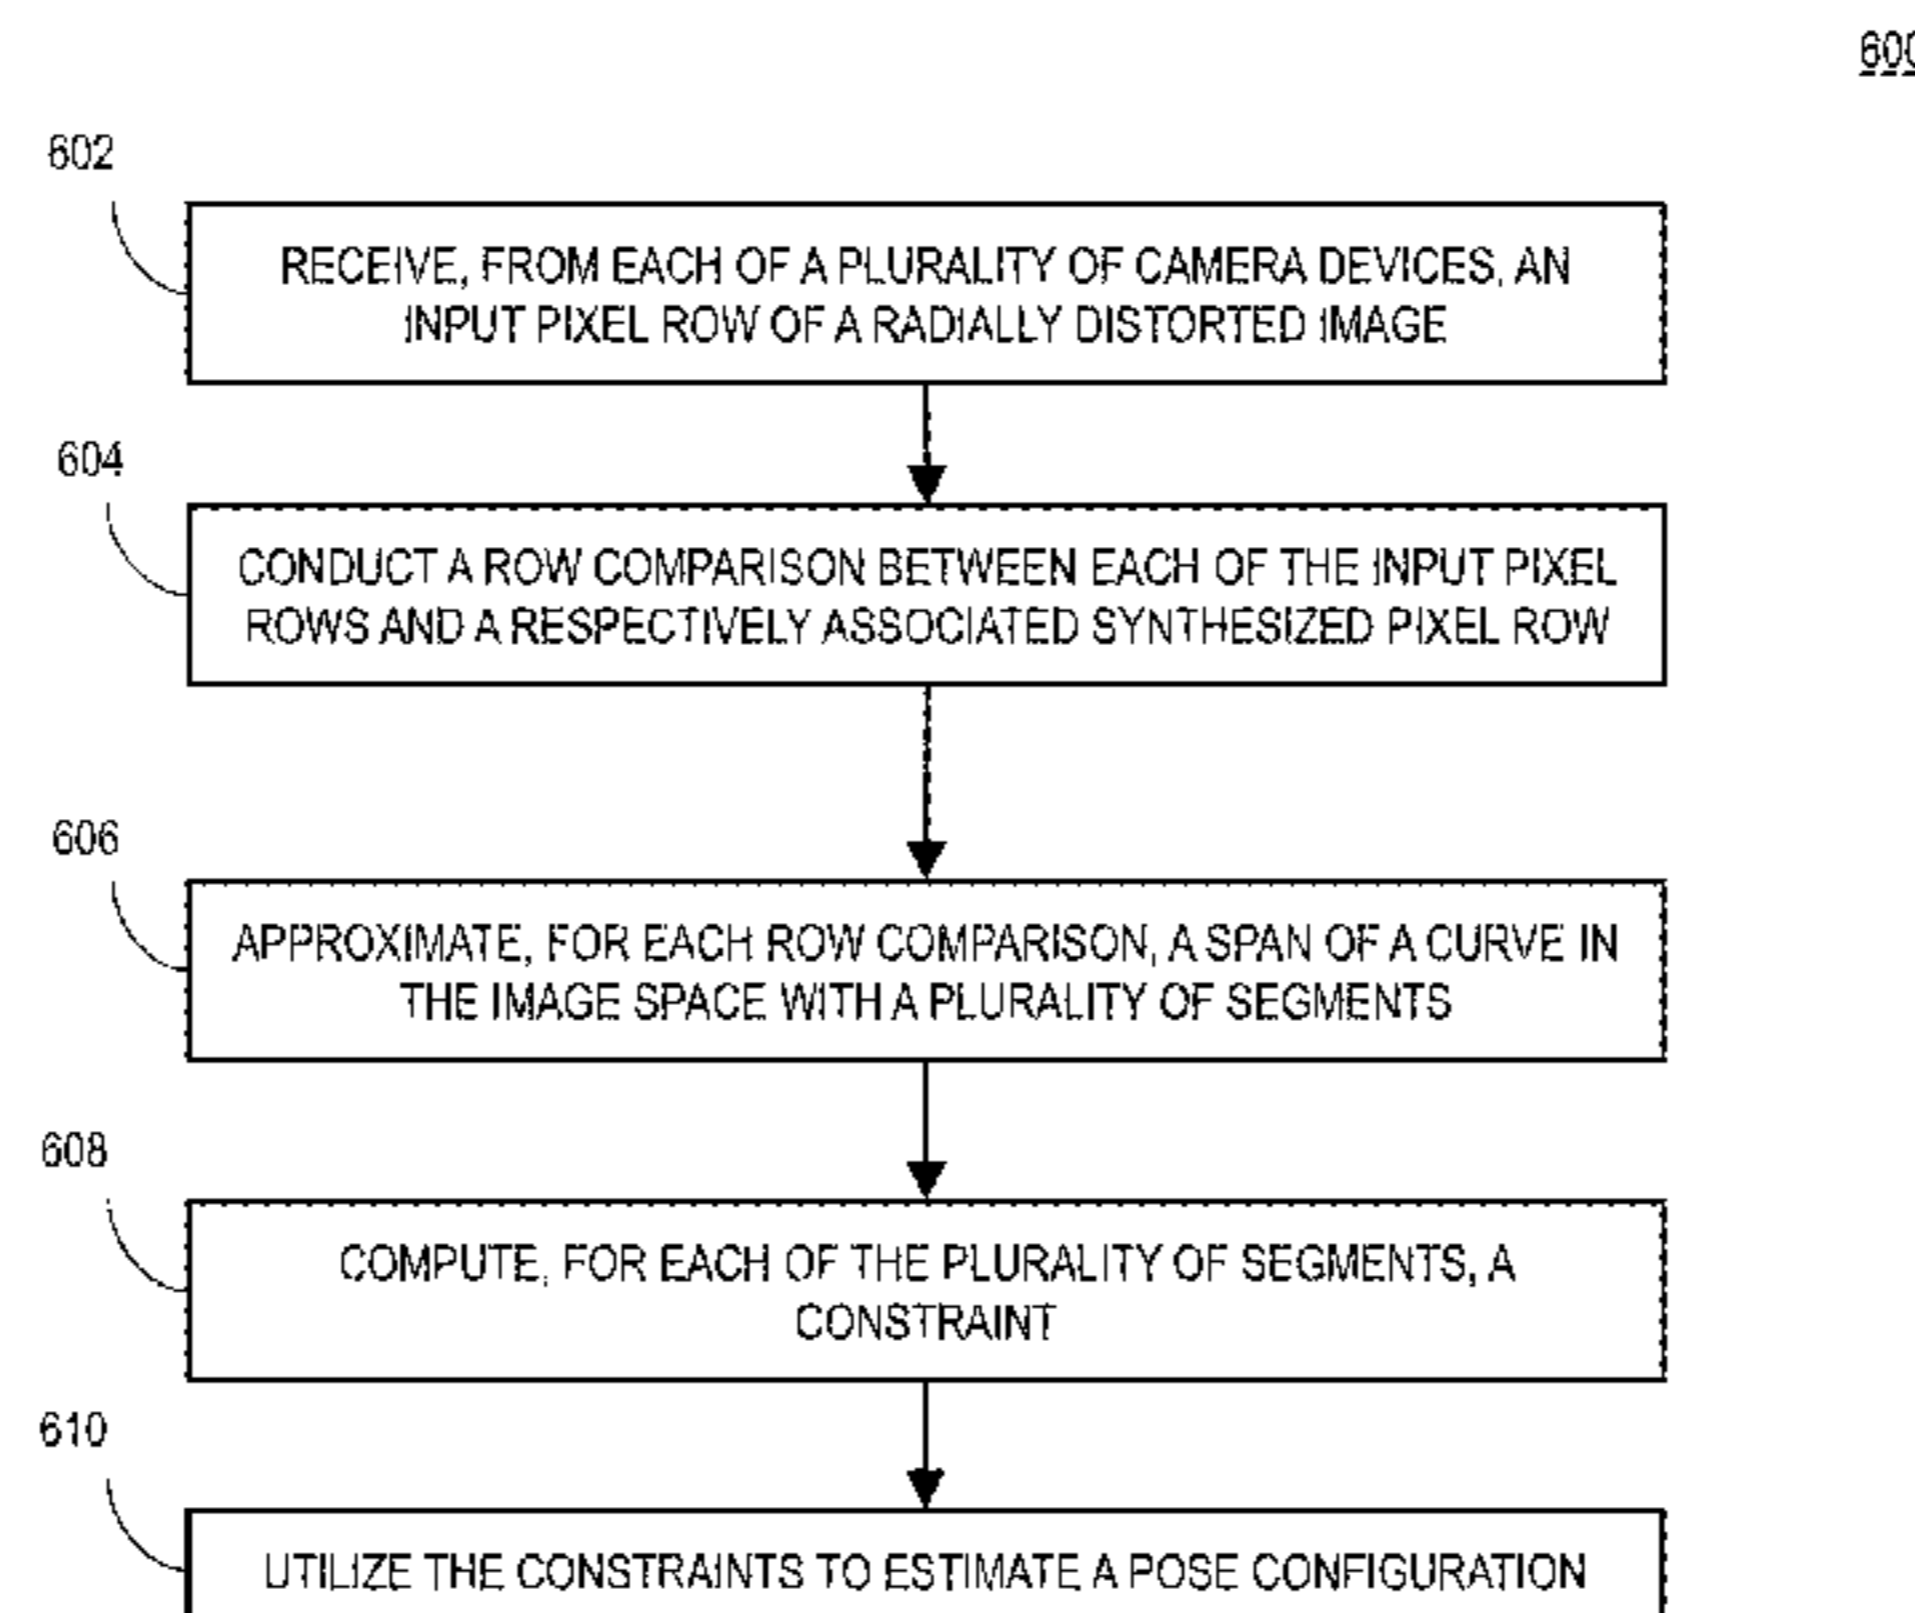 600
602
RECEIVE, FROM EACH OF A PLURALITY OF CAMERA DEVICES, AN
INPUT PIXEL ROW OF A RADIALLY DISTORTED IMAGE
604
CONDUCT A ROW COMPARISON BETWEEN EACH OF THE INPUT PIXEL
ROWS AND A RESPECTIVELY ASSOCIATED SYNTHESIZED PIXEL ROW
606
APPROXIMATE, FOR EACH ROW COMPARISON, A SPAN OF A CURVE IN
THE IMAGE SPACE WITH A PLURALITY OF SEGMENTS
608
COMPUTE, FOR EACH OF THE PLURALITY OF SEGMENTS, A
CONSTRAINT
610
UTILIZE THE CONSTRAINTS TO ESTIMATE A POSE CONFIGURATION